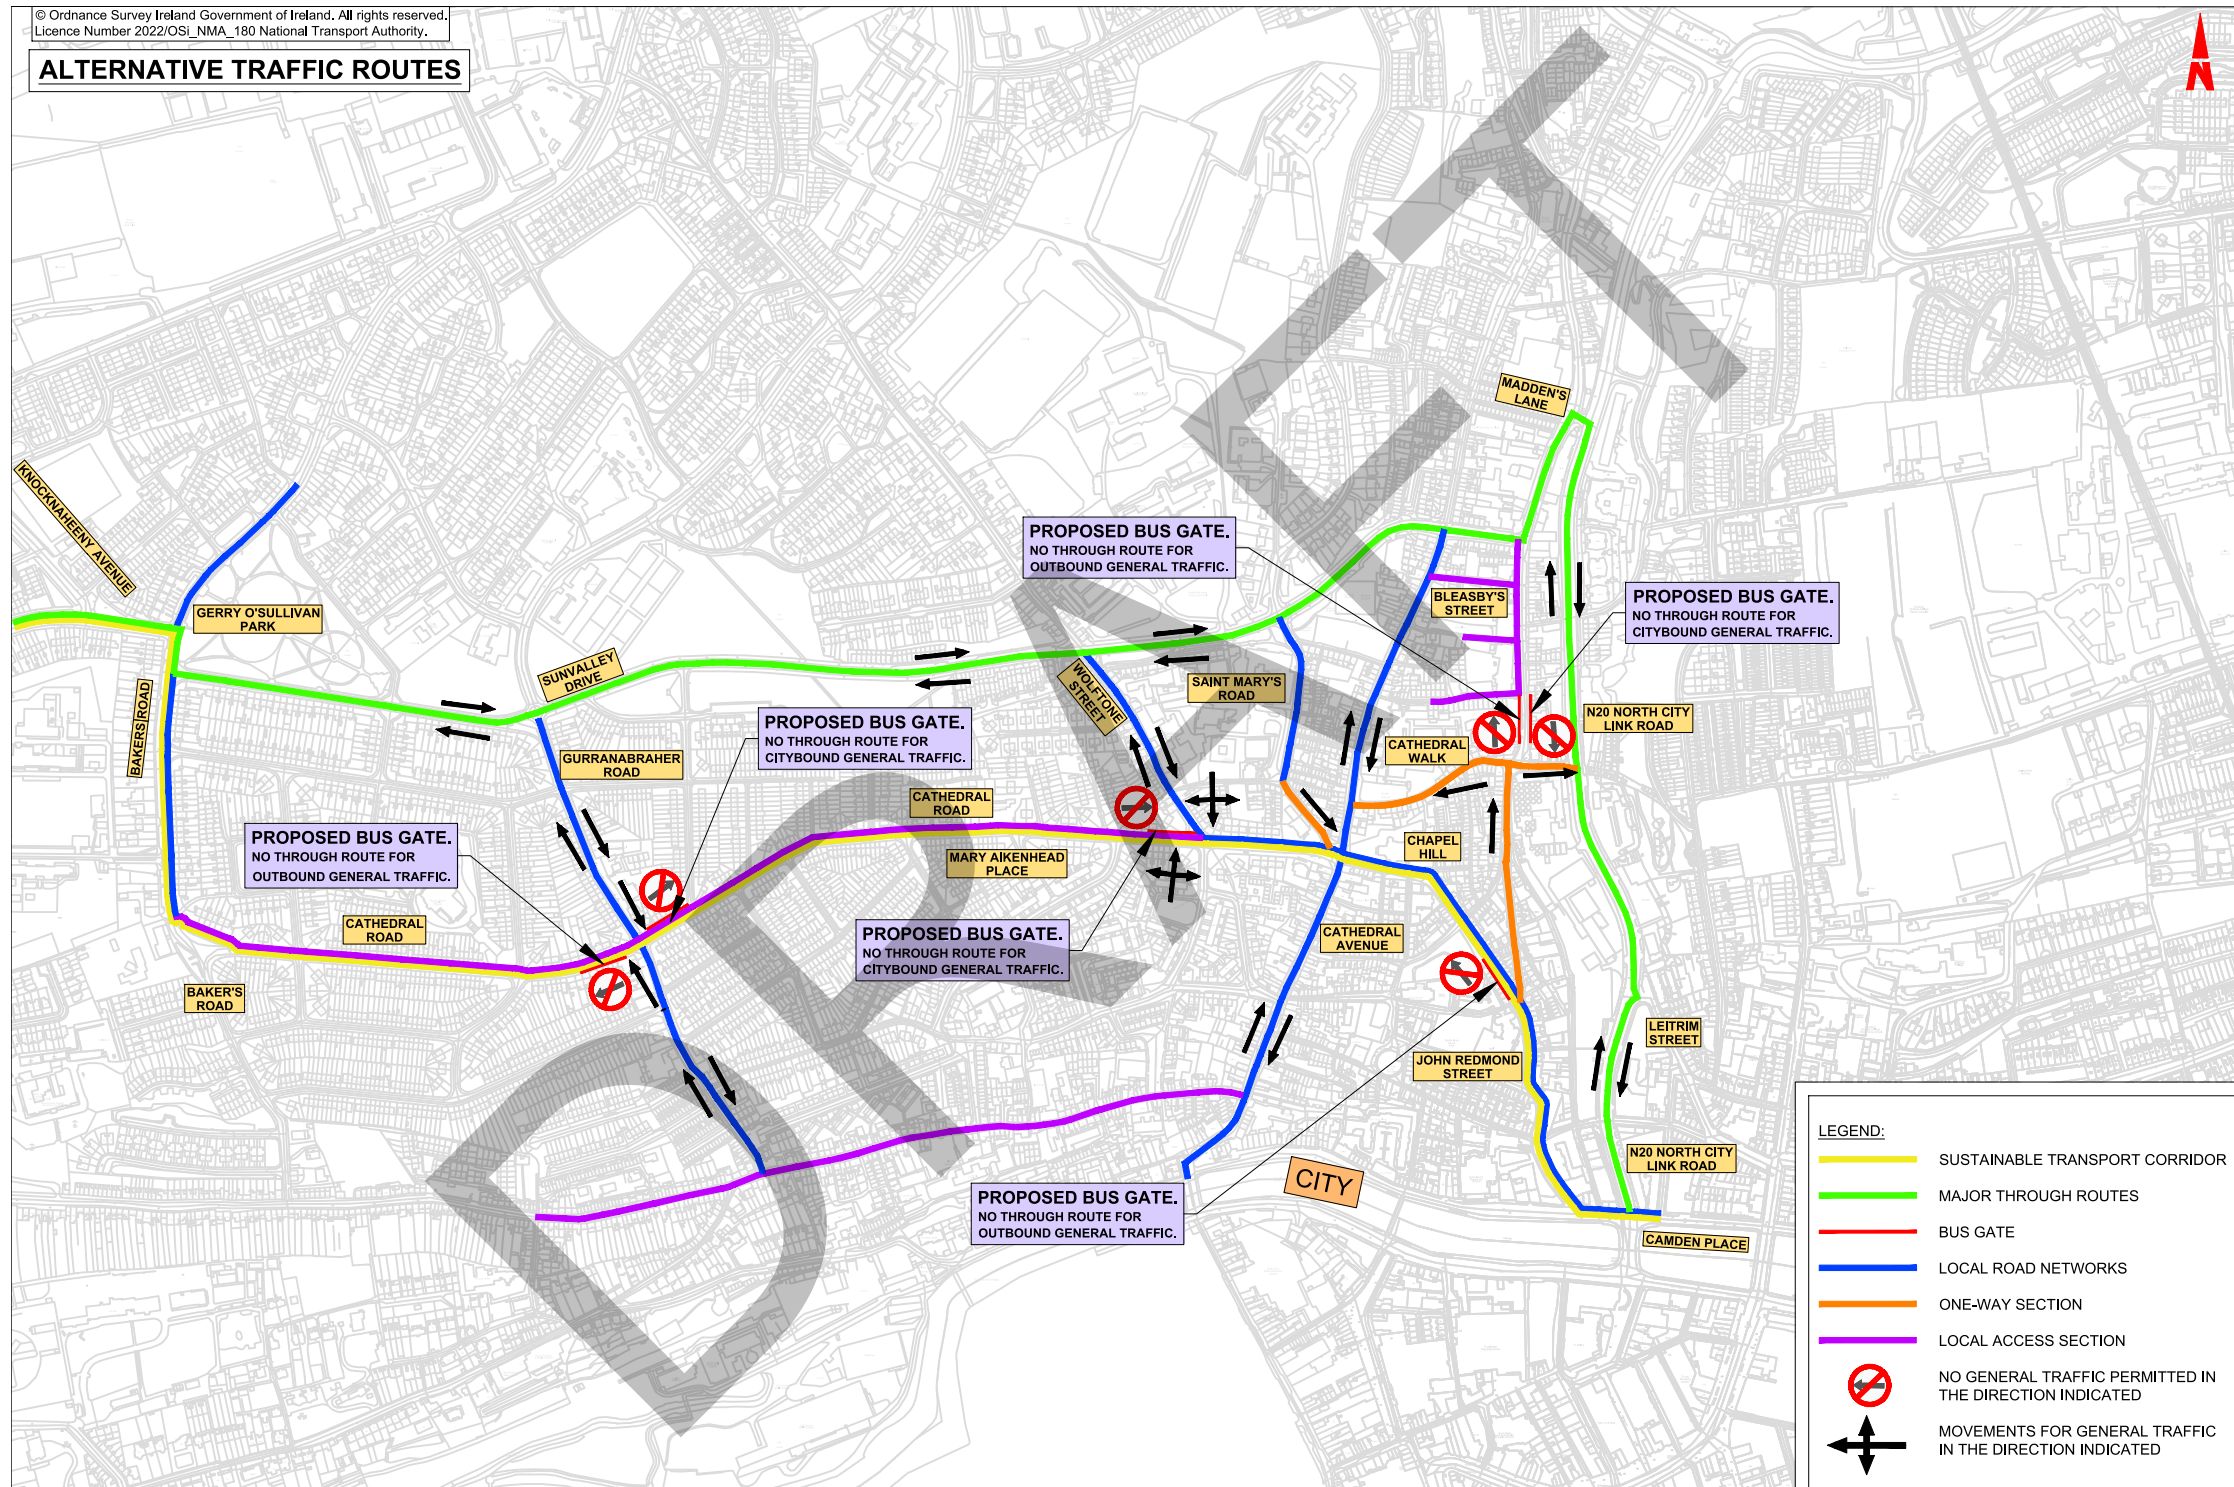 © Ordnance Survey Ireland Government of Ireland. All rights reserved.
Licence Number 2022/OSi_NMA_180 National Transport Authority.
ALTERNATIVE TRAFFIC ROUTES
N
MADDEN'S
LANE
KNOCKNAHEENY AVENUE
GERRY O'SULLIVAN
PARK
PROPOSED BUS GATE.
NO THROUGH ROUTE FOR
OUTBOUND GENERAL TRAFFIC.
BLEASBY'S
STREET
PROPOSED BUS GATE.
NO THROUGH ROUTE FOR
CITYBOUND GENERAL TRAFFIC.
SUNVALLEY
DRIVE
WOLFTONE
STREET
SAINT MARY'S
ROAD
BAKERS ROAD
N20 NORTH CITY
LINK ROAD
PROPOSED BUS GATE.
NO THROUGH ROUTE FOR
CITYBOUND GENERAL TRAFFIC.
GURRANABRAHER
ROAD
CATHEDRAL
WALK
CATHEDRAL
ROAD
PROPOSED BUS GATE.
NO THROUGH ROUTE FOR
OUTBOUND GENERAL TRAFFIC.
MARY AIKENHEAD
PLACE
CHAPEL
HILL
CATHEDRAL
ROAD
PROPOSED BUS GATE.
NO THROUGH ROUTE FOR
CITYBOUND GENERAL TRAFFIC.
CATHEDRAL
AVENUE
BAKER'S
ROAD
LEITRIM
STREET
JOHN REDMOND
STREET
N20 NORTH CITY
LINK ROAD
CITY
PROPOSED BUS GATE.
NO THROUGH ROUTE FOR
OUTBOUND GENERAL TRAFFIC.
CAMDEN PLACE
DRAFT
LEGEND:
SUSTAINABLE TRANSPORT CORRIDOR
MAJOR THROUGH ROUTES
BUS GATE
LOCAL ROAD NETWORKS
ONE-WAY SECTION
LOCAL ACCESS SECTION
NO GENERAL TRAFFIC PERMITTED IN
THE DIRECTION INDICATED
MOVEMENTS FOR GENERAL TRAFFIC
IN THE DIRECTION INDICATED